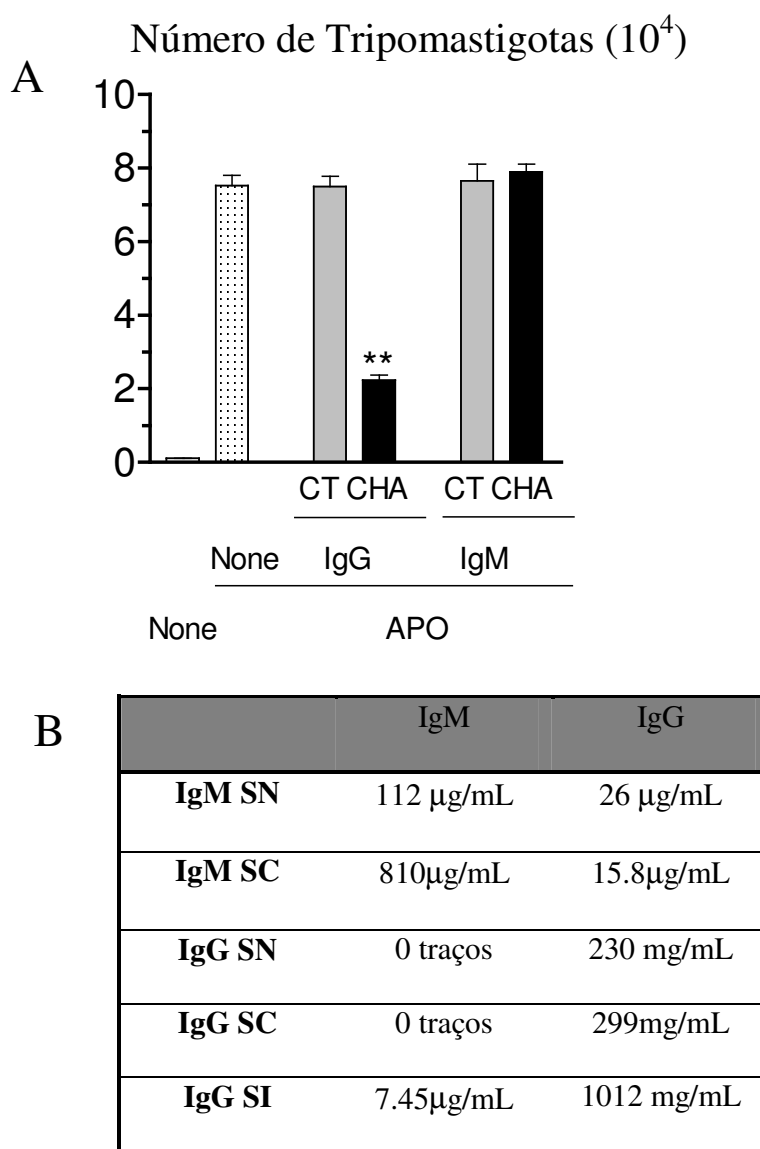 Número de Tripomastigotas (10⁴)
A
10
8
6
4
2
0
**
CT CHA CT CHA
None IgG IgM
None APO
B
IgM IgG
IgM SN 112 µg/mL 26 µg/mL
IgM SC 810µg/mL 15.8µg/mL
IgG SN 0 traços 230 mg/mL
IgG SC 0 traços 299mg/mL
IgG SI 7.45µg/mL 1012 mg/mL